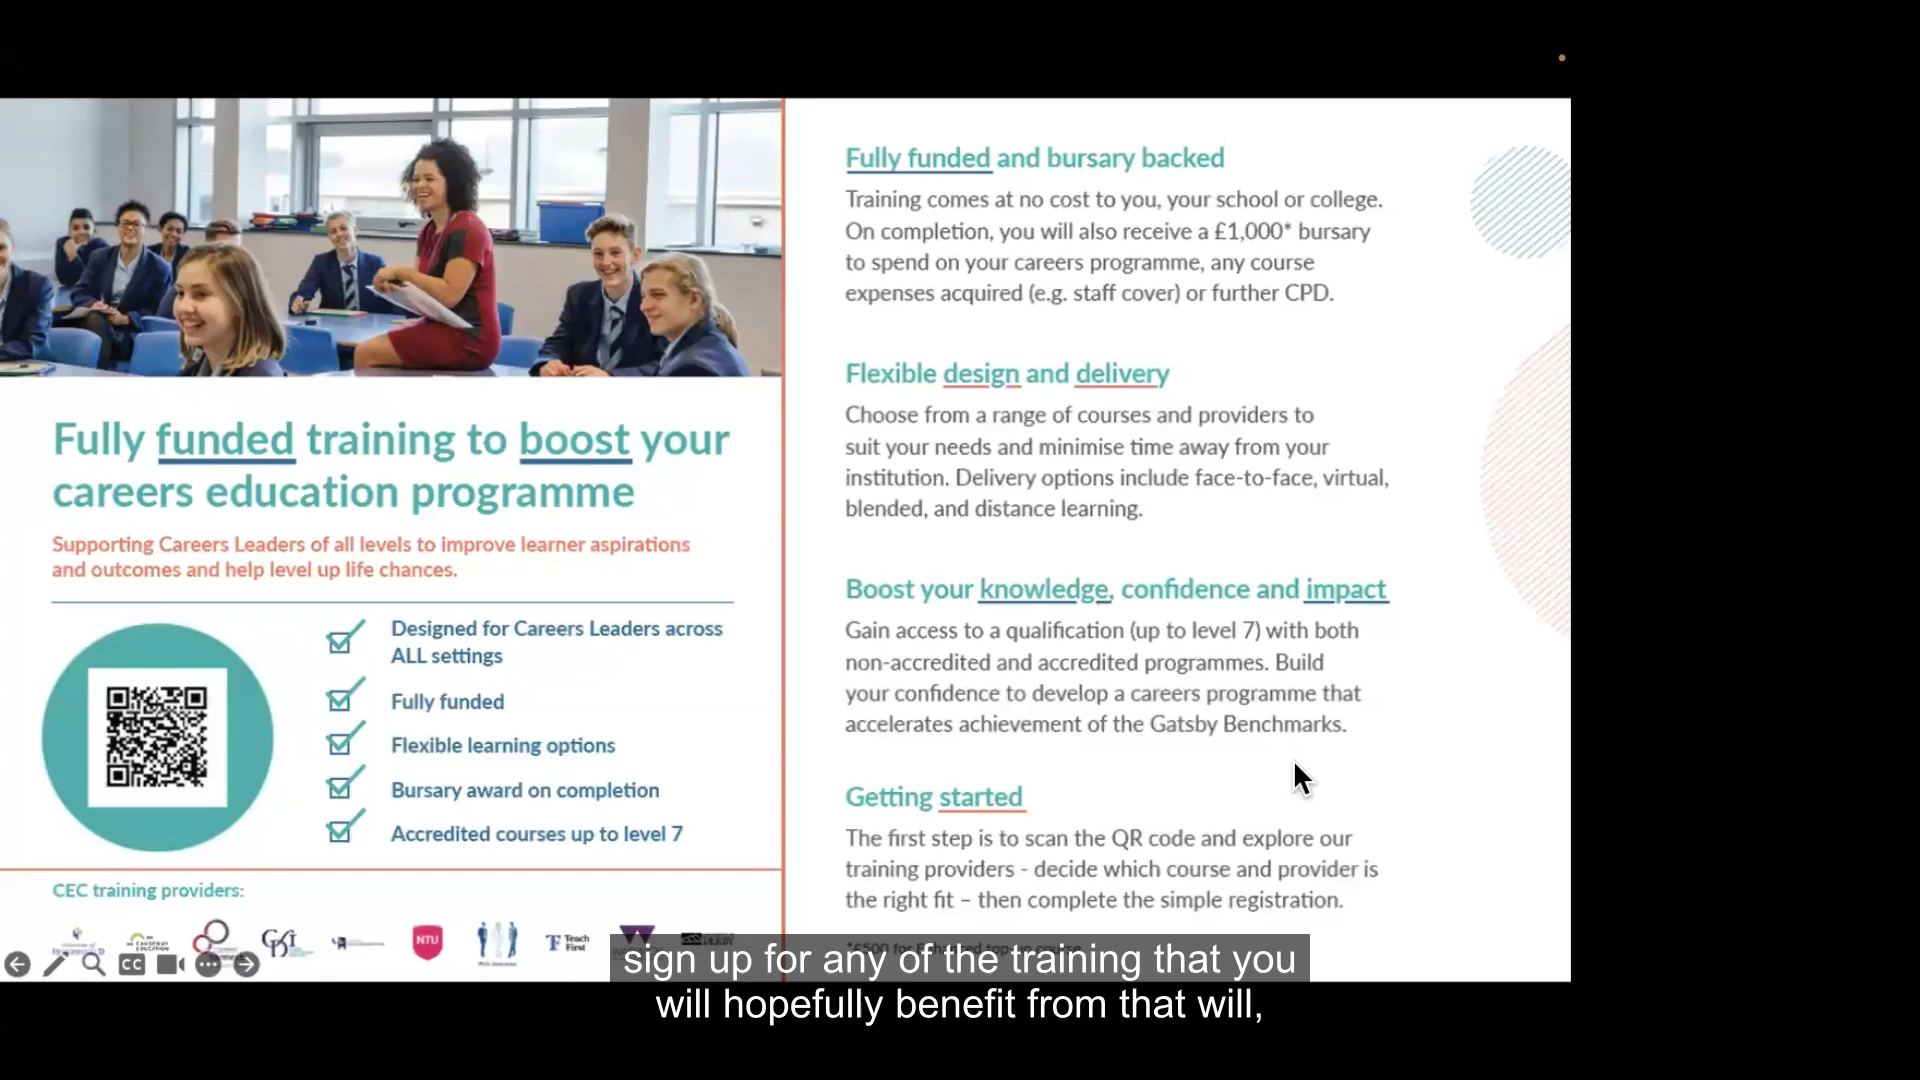 Fully funded training to boost your
careers education programme
Supporting Careers Leaders of all levels to improve learner aspirations
and outcomes and help level up life chances.
Designed for Careers Leaders across
ALL settings
Fully funded
Flexible learning options
Bursary award on completion
Accredited courses up to level 7
CEC training providers:
NTU
Teach
First
CC
Fully funded and bursary backed
Training comes at no cost to you, your school or college.
On completion, you will also receive a £1,000* bursary
to spend on your careers programme, any course
expenses acquired (e.g. staff cover) or further CPD.
Flexible design and delivery
Choose from a range of courses and providers to
suit your needs and minimise time away from your
institution. Delivery options include face-to-face, virtual,
blended, and distance learning.
Boost your knowledge, confidence and impact
Gain access to a qualification (up to level 7) with both
non-accredited and accredited programmes. Build
your confidence to develop a careers programme that
accelerates achievement of the Gatsby Benchmarks.
Getting started
The first step is to scan the QR code and explore our
training providers - decide which course and provider is
the right fit – then complete the simple registration.
sign up for any of the training that you
will hopefully benefit from that will,